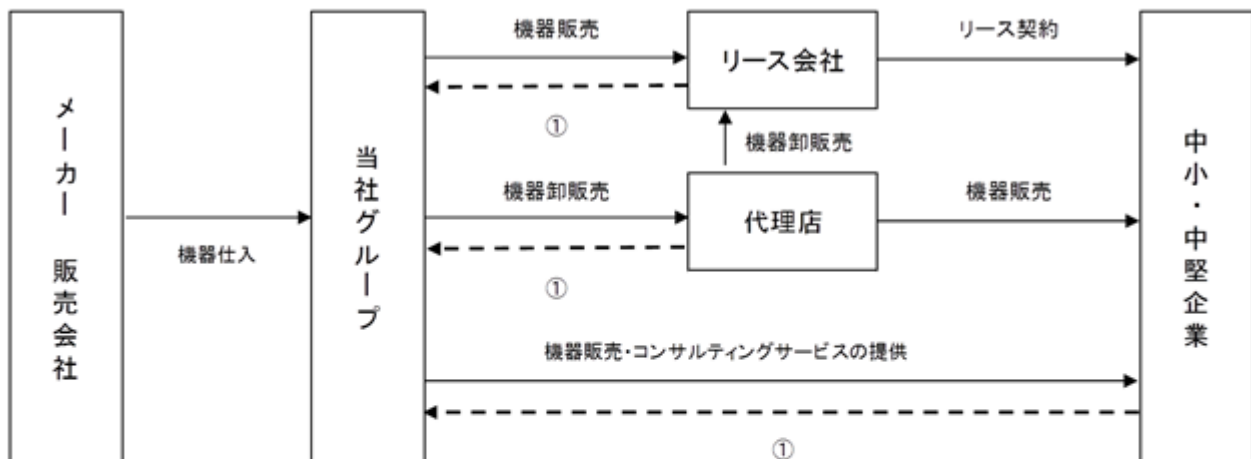 メーカー 販売会社
機器仕入
当社グループ
機器販売
①
機器卸販売
①
機器販売・コンサルティングサービスの提供
①
リース会社
機器卸販売
代理店
リース契約
機器販売
中小・中堅企業